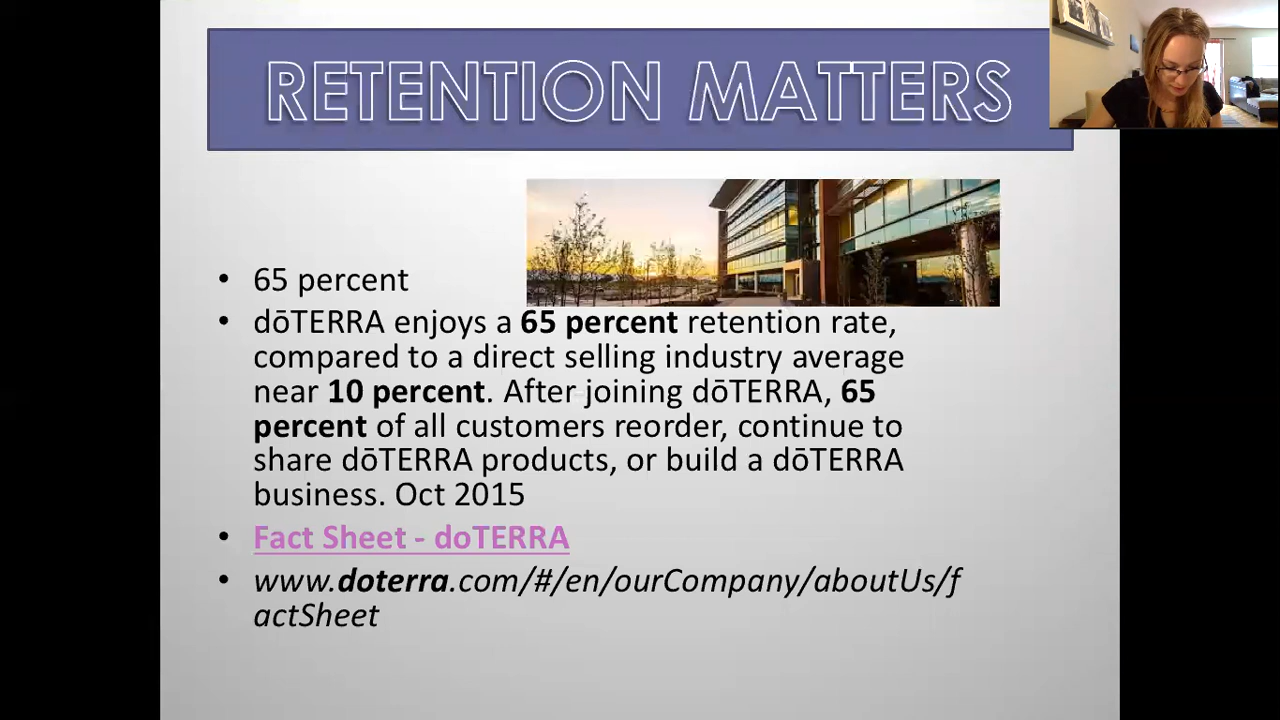 RETENTION MATTERS
• 65 percent
• dōTERRA enjoys a 65 percent retention rate,
compared to a direct selling industry average
near 10 percent. After joining dōTERRA, 65
percent of all customers reorder, continue to
share dōTERRA products, or build a dōTERRA
business. Oct 2015
• Fact Sheet - doTERRA
• www.doterra.com/#/en/ourCompany/aboutUs/f
actSheet